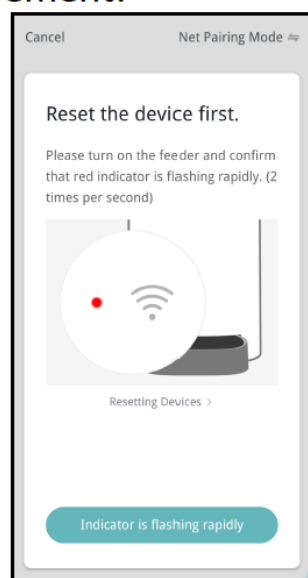 Cancel
Net Pairing Mode ⇋
Reset the device first.
Please turn on the feeder and confirm
that red indicator is flashing rapidly. (2
times per second)
Resetting Devices >
Indicator is flashing rapidly